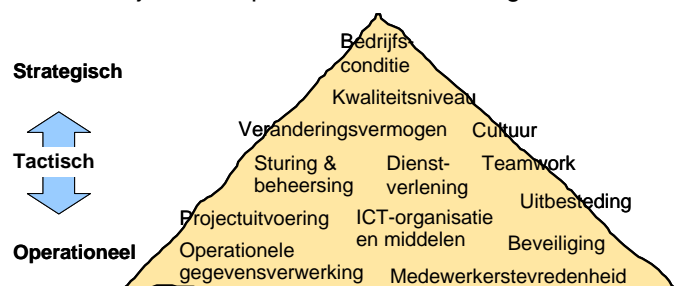 Bedrijfs-
conditie
Strategisch
Kwaliteitsniveau
Veranderingsvermogen Cultuur
Tactisch
Sturing &
beheersing
Dienst-
verlening
Teamwork
Uitbesteding
Projectuitvoering
ICT-organisatie
en middelen
Beveiliging
Operationeel
Operationele
gegevensverwerking
Medewerkerstevredenheid